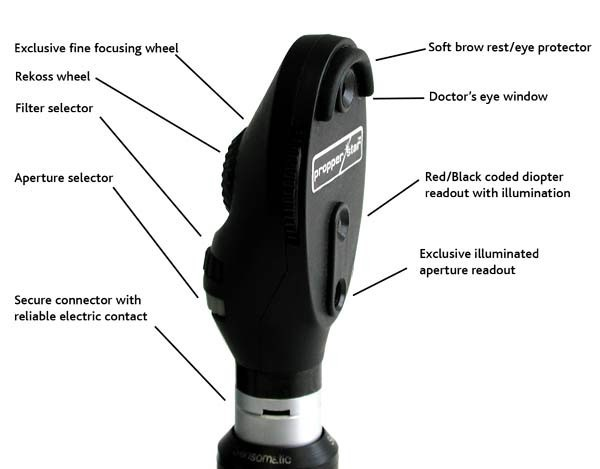 Exclusive fine focusing wheel
Rekoss wheel
Filter selector
Aperture selector
Secure connector with
reliable electric contact
Soft brow rest/eye protector
Doctor's eye window
Red/Black coded diopter
readout with illumination
Exclusive illuminated
aperture readout
propper/star